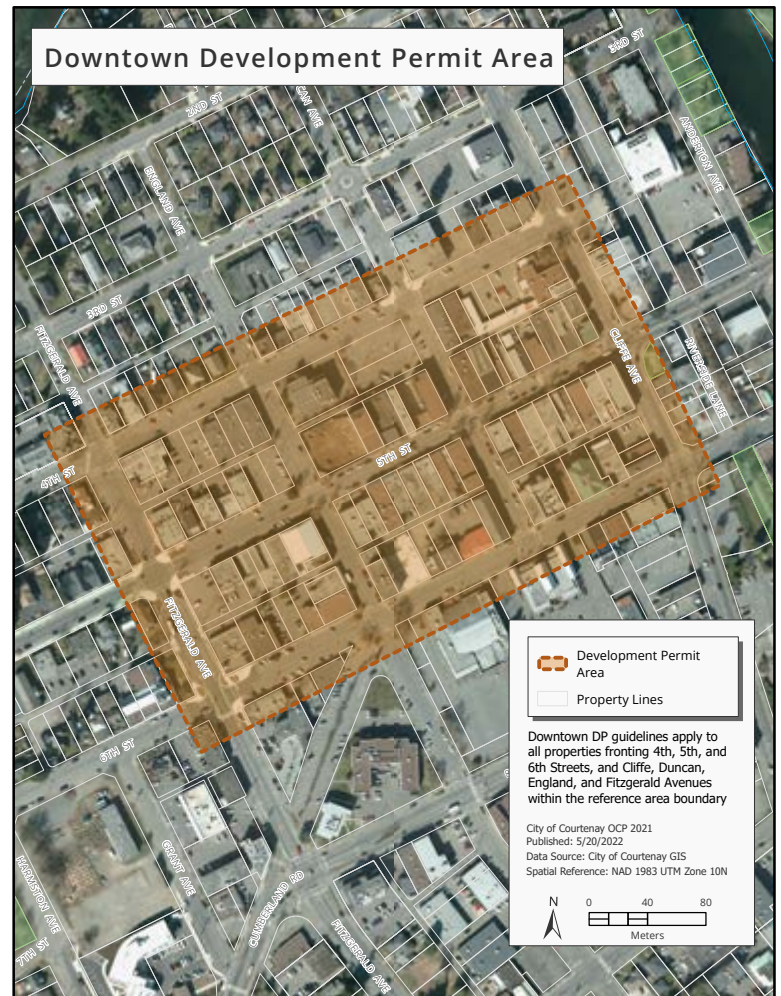 Downtown Development Permit Area
3RD ST
2ND ST
CAN AVE
ANDERTON AVE
ENGLAND AVE
3RD ST
FITZGERALD AVE
CLIFFE AVE
RIVERSIDE LANE
5TH ST
4TH ST
FITZGERALD AVE
6TH ST
GRANT AVE
HARMSTON AVE
CUMBERLAND RD
FITZGERALD AVE
7TH ST
Development Permit
Area
Property Lines
Downtown DP guidelines apply to
all properties fronting 4th, 5th, and
6th Streets, and Cliffe, Duncan,
England, and Fitzgerald Avenues
within the reference area boundary
City of Courtenay OCP 2021
Published: 5/20/2022
Data Source: City of Courtenay GIS
Spatial Reference: NAD 1983 UTM Zone 10N
N
0 40 80
Meters